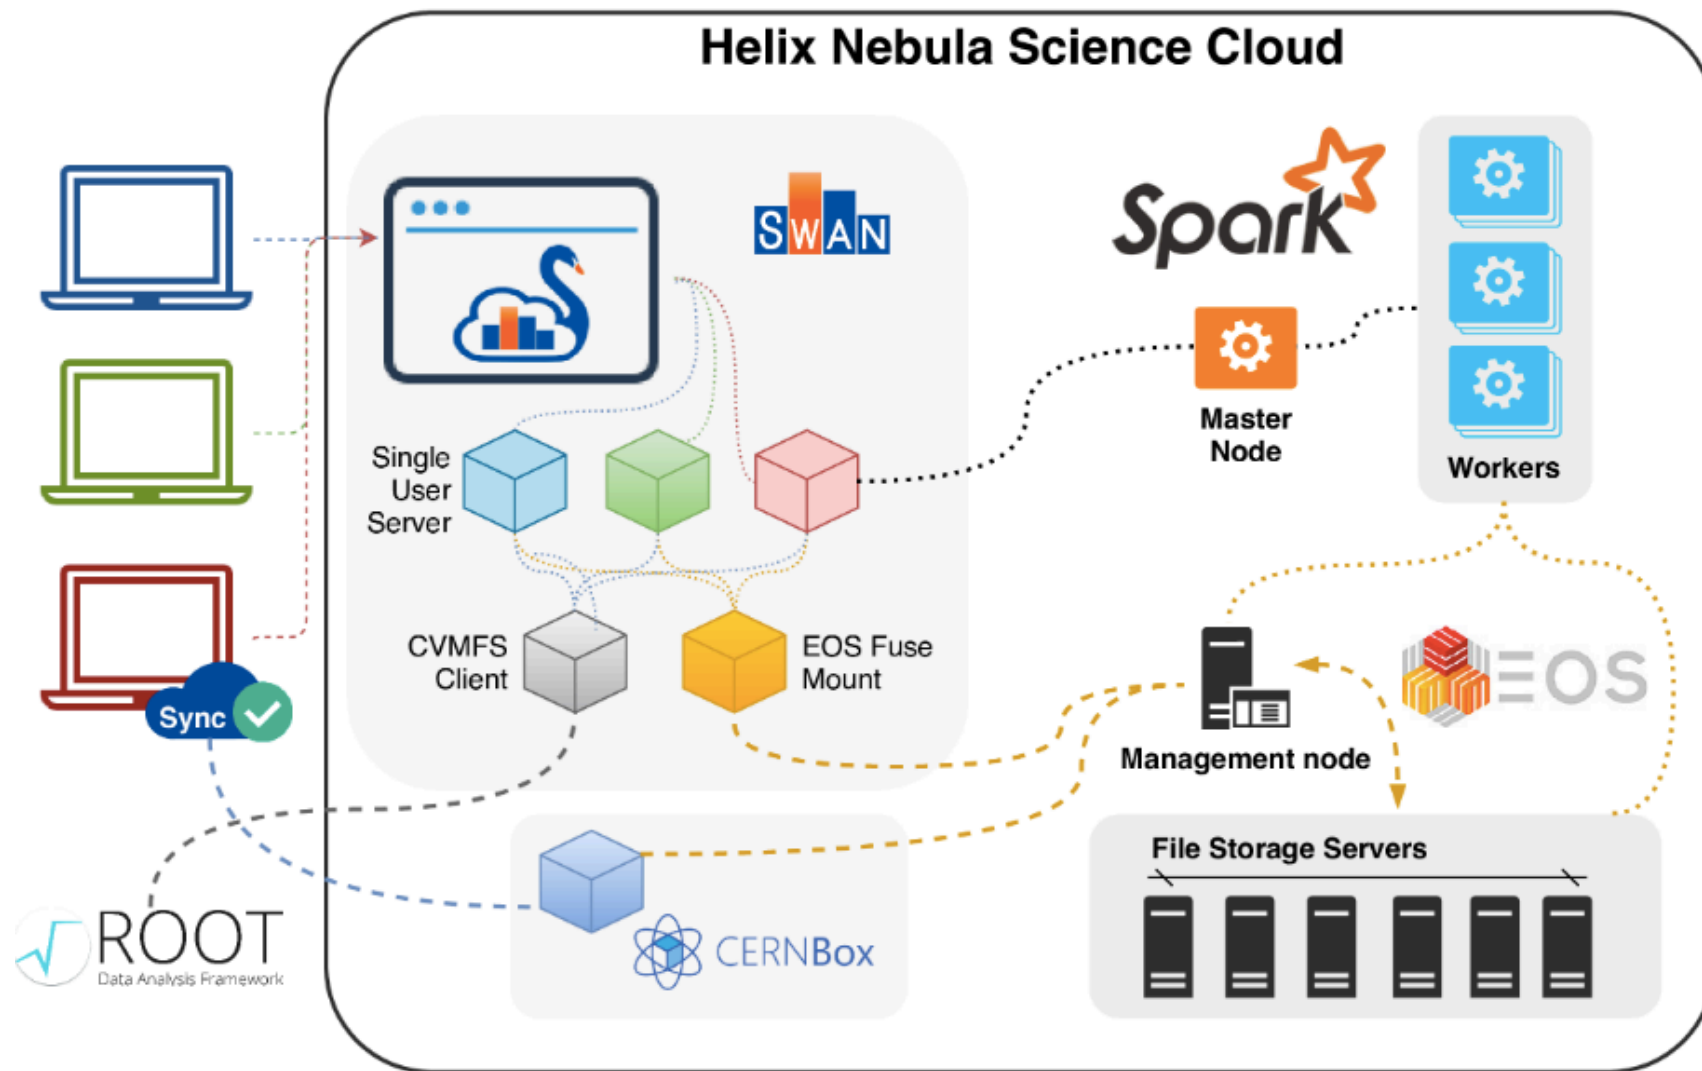 Helix Nebula Science Cloud
SWAN
Spark
Single
User
Server
Master
Node
Workers
CVMFS
Client
EOS Fuse
Mount
Sync
EOS
Management node
File Storage Servers
ROOT
Data Analysis Framework
CERNBox